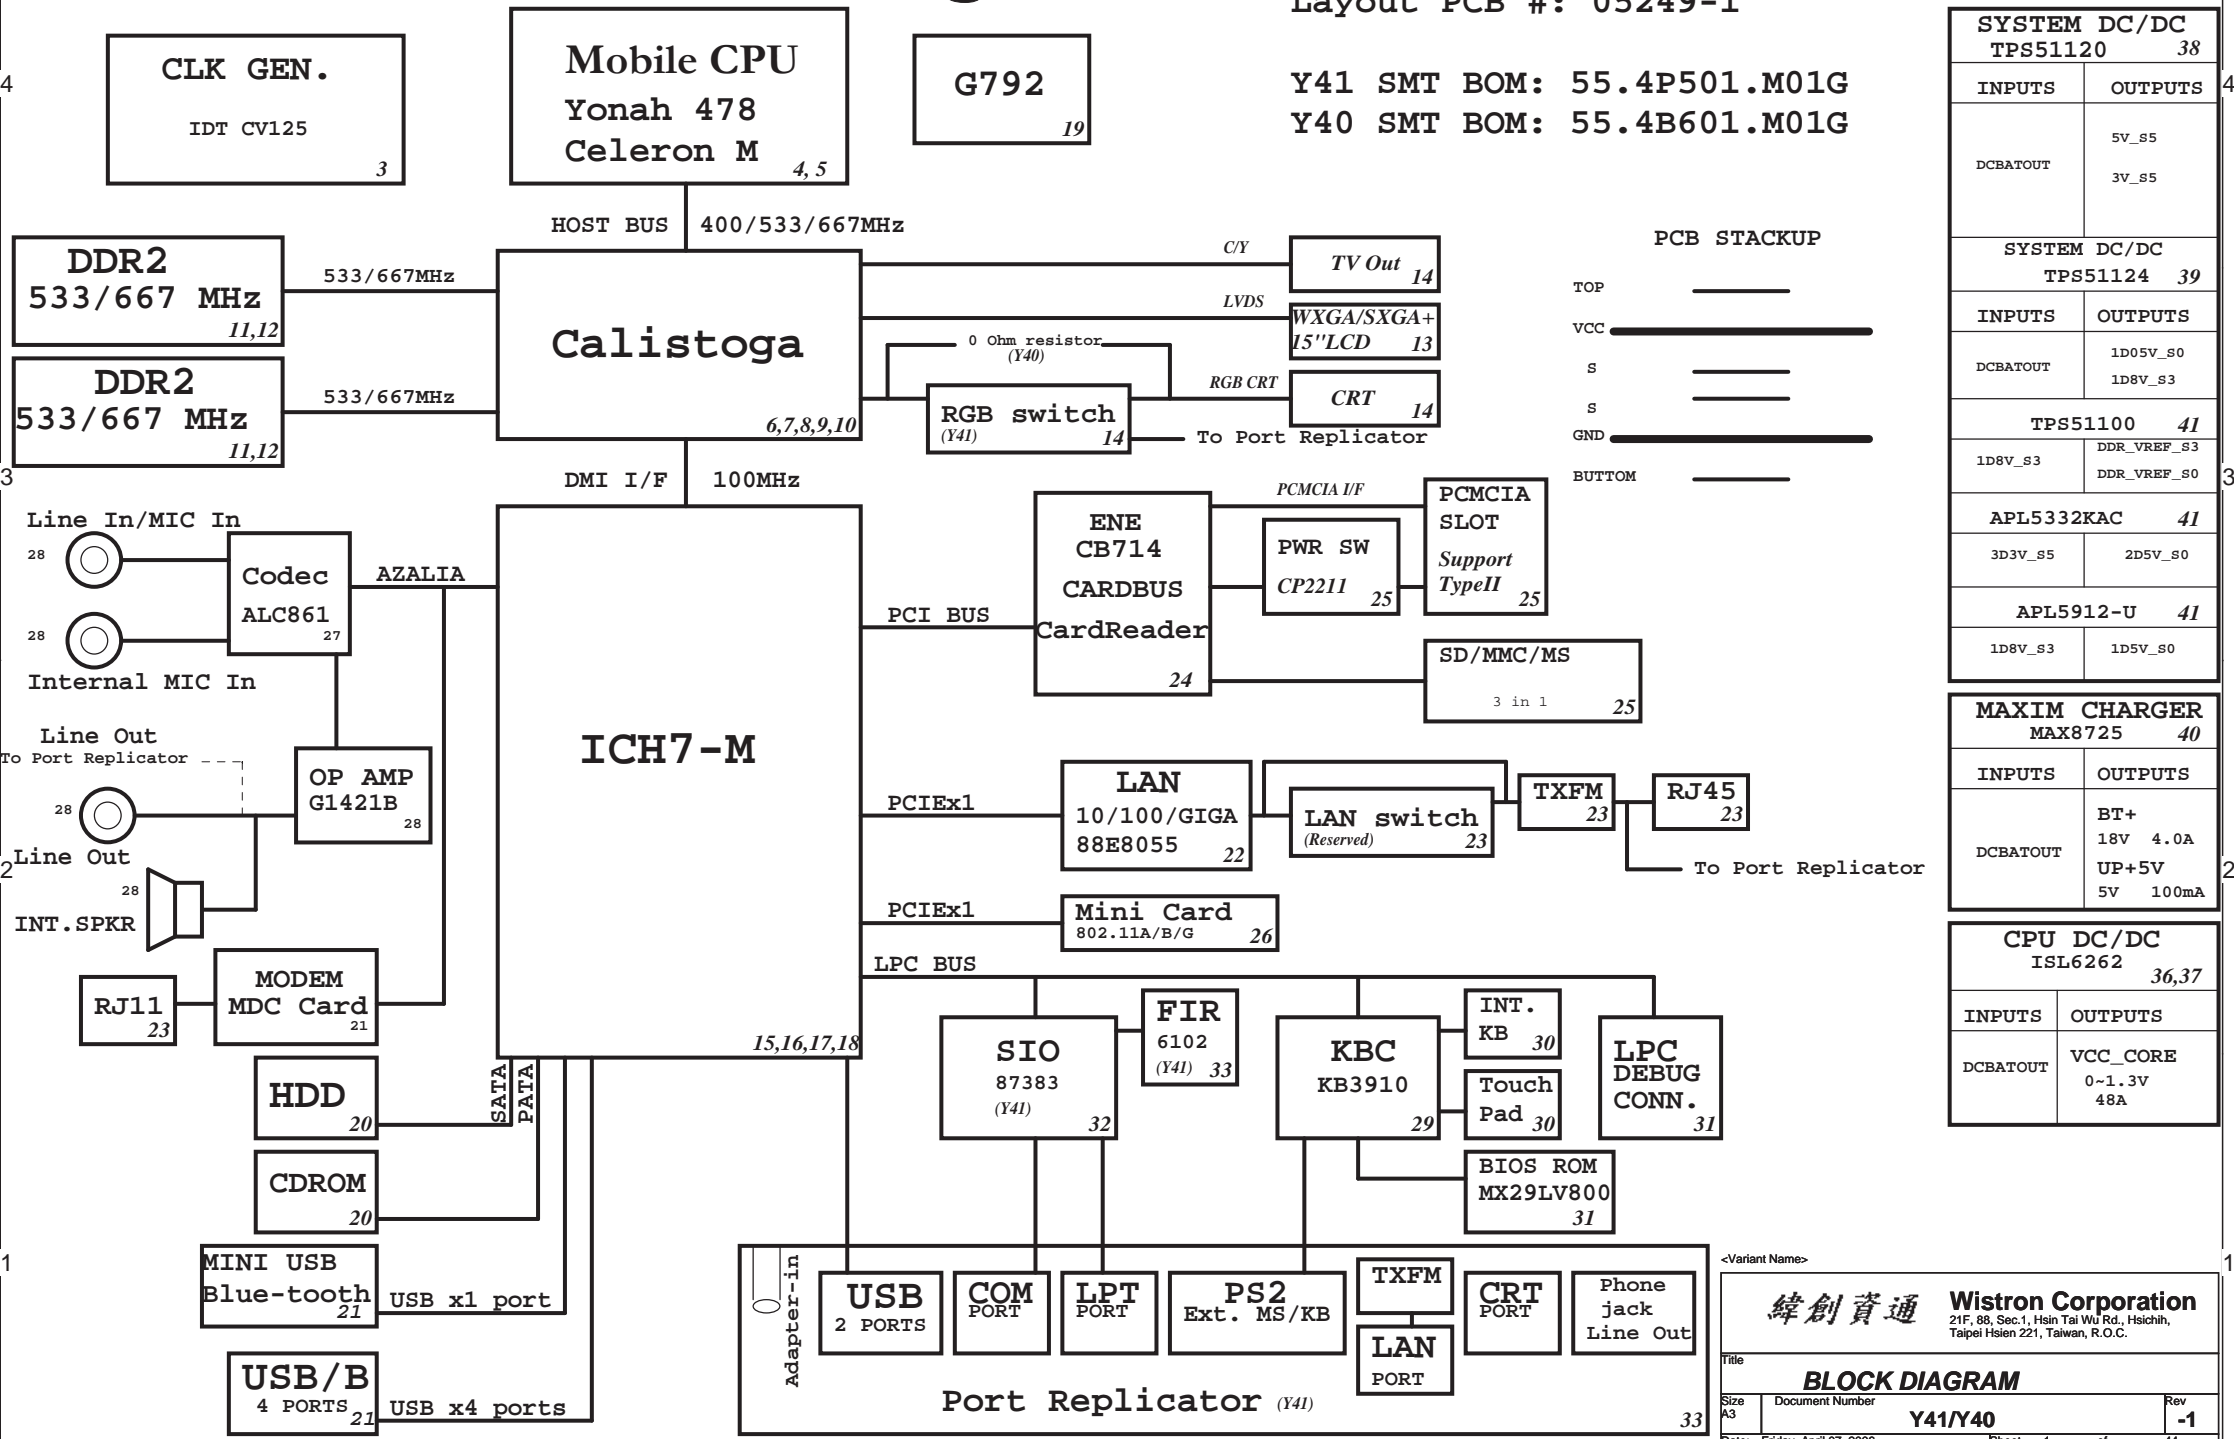 Layout PCB #: 05249-1
Y41 SMT BOM: 55.4P501.M01G
Y40 SMT BOM: 55.4B601.M01G
4
CLK GEN.
IDT CV125
3
Mobile CPU
Yonah 478
Celeron M
4, 5
G792
19
HOST BUS
400/533/667MHz
DDR2
533/667 MHz
11,12
533/667MHz
DDR2
533/667 MHz
11,12
533/667MHz
Calistoga
6,7,8,9,10
C/Y
TV Out
14
LVDS
WXGA/SXGA+
15"LCD
13
0 Ohm resistor
(Y40)
RGB CRT
CRT
14
RGB switch
(Y41)
14
To Port Replicator
PCB STACKUP
TOP
VCC
S
S
GND
BUTTOM
3
DMI I/F
100MHz
Line In/MIC In
28
Codec
ALC861
27
AZALIA
28
Internal MIC In
Line Out
To Port Replicator
OP AMP
G1421B
28
28
Line Out
2
28
INT.SPKR
MODEM
MDC Card
21
RJ11
23
ICH7-M
15,16,17,18
PCI BUS
ENE
CB714
CARDBUS
CardReader
24
PCMCIA I/F
PWR SW
CP2211
25
PCMCIA
SLOT
Support
TypeII
25
SD/MMC/MS
3 in 1
25
PCIEx1
LAN
10/100/GIGA
88E8055
22
LAN switch
(Reserved)
23
TXFM
23
RJ45
23
To Port Replicator
PCIEx1
Mini Card
802.11A/B/G
26
LPC BUS
SIO
87383
(Y41)
32
FIR
6102
(Y41)
33
KBC
KB3910
29
INT.
KB
30
Touch
Pad
30
LPC
DEBUG
CONN.
31
BIOS ROM
MX29LV800
31
HDD
20
SATA
PATA
CDROM
20
1
MINI USB
Blue-tooth
21
USB x1 port
USB/B
4 PORTS
21
USB x4 ports
Adapter-in
USB
2 PORTS
COM
PORT
LPT
PORT
PS2
Ext. MS/KB
TXFM
LAN
PORT
CRT
PORT
Phone
jack
Line Out
Port Replicator (Y41)
33
SYSTEM DC/DC
TPS51120
38
INPUTS
OUTPUTS
4
DCBATOUT
5V_S5
3V_S5
SYSTEM DC/DC
TPS51124
39
INPUTS
OUTPUTS
DCBATOUT
1D05V_S0
1D8V_S3
TPS51100
41
1D8V_S3
DDR_VREF_S3
DDR_VREF_S0
3
APL5332KAC
41
3D3V_S5
2D5V_S0
APL5912-U
41
1D8V_S3
1D5V_S0
MAXIM CHARGER
MAX8725
40
INPUTS
OUTPUTS
DCBATOUT
BT+
18V 4.0A
UP+5V
5V 100mA
2
CPU DC/DC
ISL6262
36,37
INPUTS
OUTPUTS
DCBATOUT
VCC_CORE
0~1.3V
48A
<Variant Name>
1
緯創資通
Wistron Corporation
21F, 88, Sec.1, Hsin Tai Wu Rd., Hsichih,
Taipei Hsien 221, Taiwan, R.O.C.
Title
BLOCK DIAGRAM
Size
A3
Document Number
Y41/Y40
Rev
-1